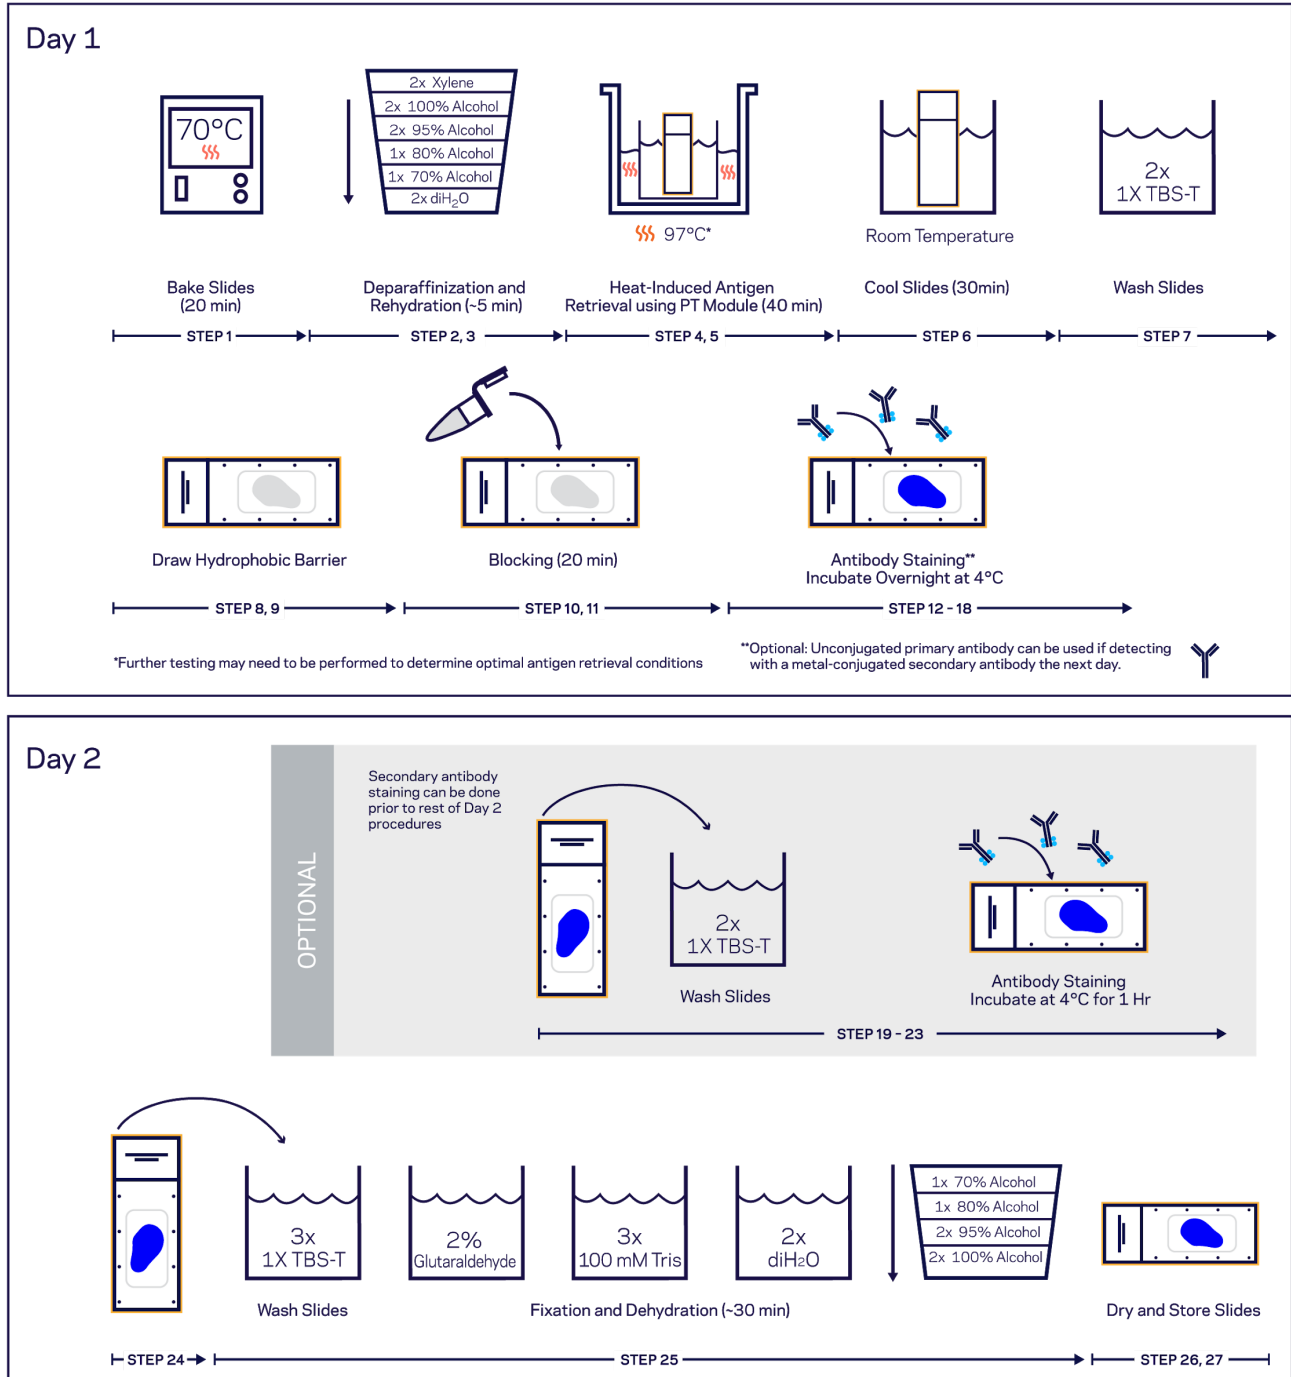 Day 1
70°C
2x Xylene
2x 100% Alcohol
2x 95% Alcohol
1x 80% Alcohol
1x 70% Alcohol
2x diH₂O
97°C*
Room Temperature
2x
1X TBS-T
Bake Slides
(20 min)
Deparaffinization and
Rehydration (~5 min)
Heat-Induced Antigen
Retrieval using PT Module (40 min)
Cool Slides (30min)
Wash Slides
STEP 1
STEP 2, 3
STEP 4, 5
STEP 6
STEP 7
Draw Hydrophobic Barrier
Blocking (20 min)
Antibody Staining**
Incubate Overnight at 4°C
STEP 8, 9
STEP 10, 11
STEP 12 - 18
*Further testing may need to be performed to determine optimal antigen retrieval conditions
**Optional: Unconjugated primary antibody can be used if detecting
with a metal-conjugated secondary antibody the next day.
Day 2
OPTIONAL
Secondary antibody
staining can be done
prior to rest of Day 2
procedures
2x
1X TBS-T
Wash Slides
Antibody Staining
Incubate at 4°C for 1 Hr
STEP 19 - 23
3x
1X TBS-T
2%
Glutaraldehyde
3x
100 mM Tris
2x
diH₂O
1x 70% Alcohol
1x 80% Alcohol
2x 95% Alcohol
2x 100% Alcohol
Wash Slides
Fixation and Dehydration (~30 min)
Dry and Store Slides
STEP 24
STEP 25
STEP 26, 27